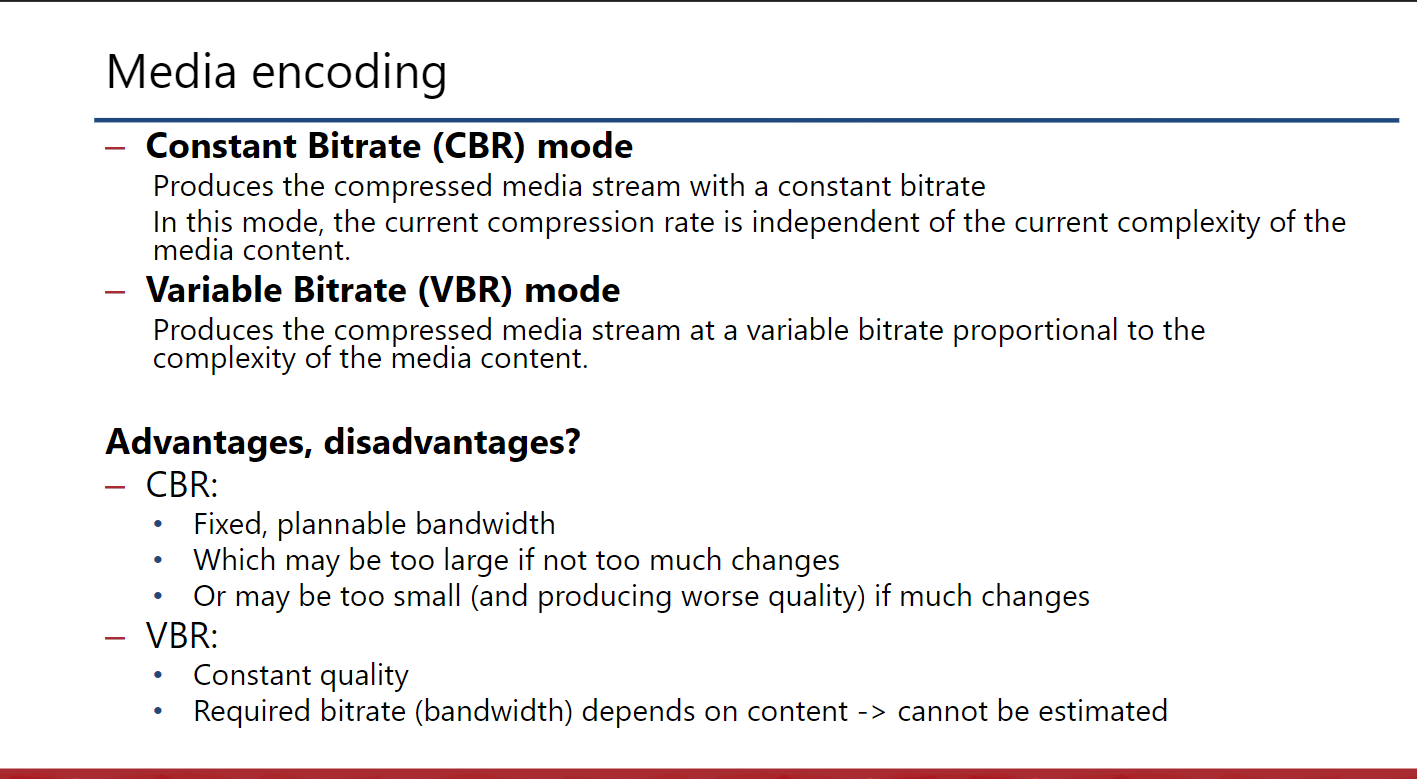 Media encoding
– Constant Bitrate (CBR) mode
Produces the compressed media stream with a constant bitrate
In this mode, the current compression rate is independent of the current complexity of the
media content.
– Variable Bitrate (VBR) mode
Produces the compressed media stream at a variable bitrate proportional to the
complexity of the media content.
Advantages, disadvantages?
– CBR:
• Fixed, plannable bandwidth
• Which may be too large if not too much changes
• Or may be too small (and producing worse quality) if much changes
– VBR:
• Constant quality
• Required bitrate (bandwidth) depends on content -> cannot be estimated